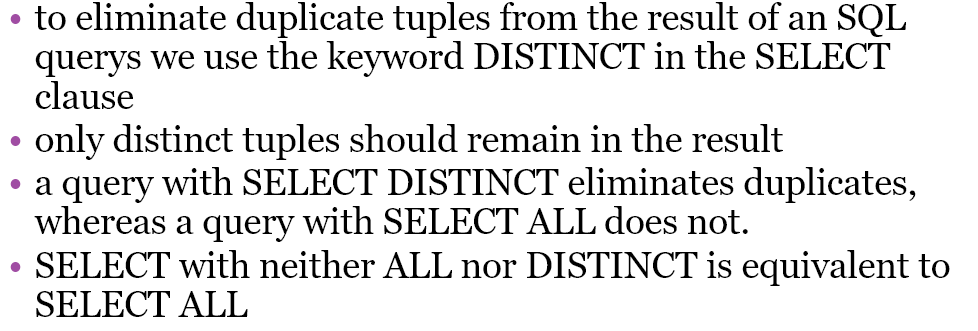 • to eliminate duplicate tuples from the result of an SQL
querys we use the keyword DISTINCT in the SELECT
clause
• only distinct tuples should remain in the result
• a query with SELECT DISTINCT eliminates duplicates,
whereas a query with SELECT ALL does not.
• SELECT with neither ALL nor DISTINCT is equivalent to
SELECT ALL